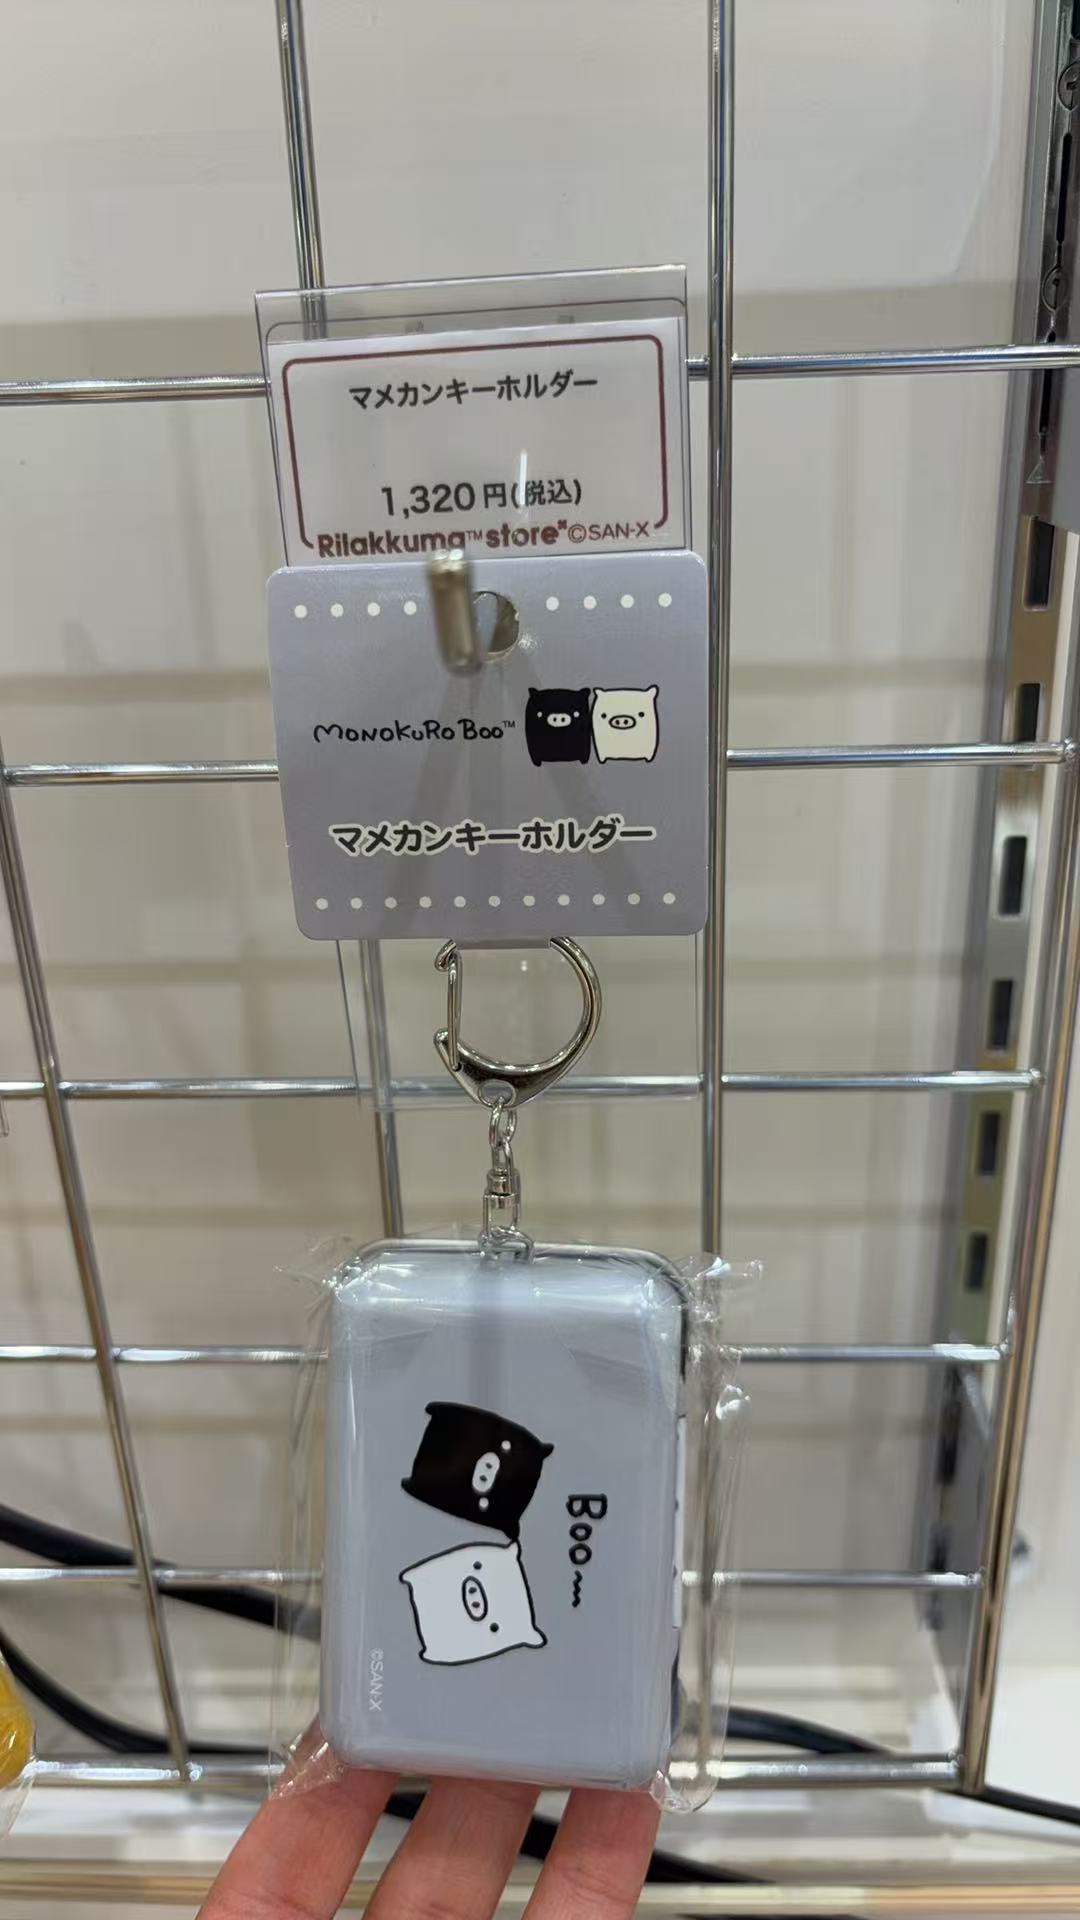 マメカンキーホルダー
1,320円(税込)
Rilakkuma™ store ©SAN-X
MONOKURO BOO™
マメカンキーホルダー
Boo~
©SAN-X